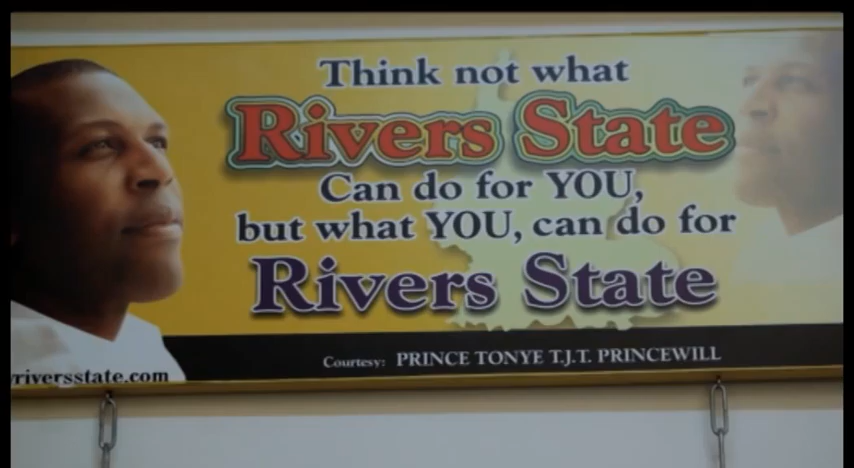 Think not what
Rivers State
Can do for YOU,
but what YOU, can do for
Rivers State
Courtesy: PRINCE TONYE T.J.T. PRINCEWILL
riversstate.com